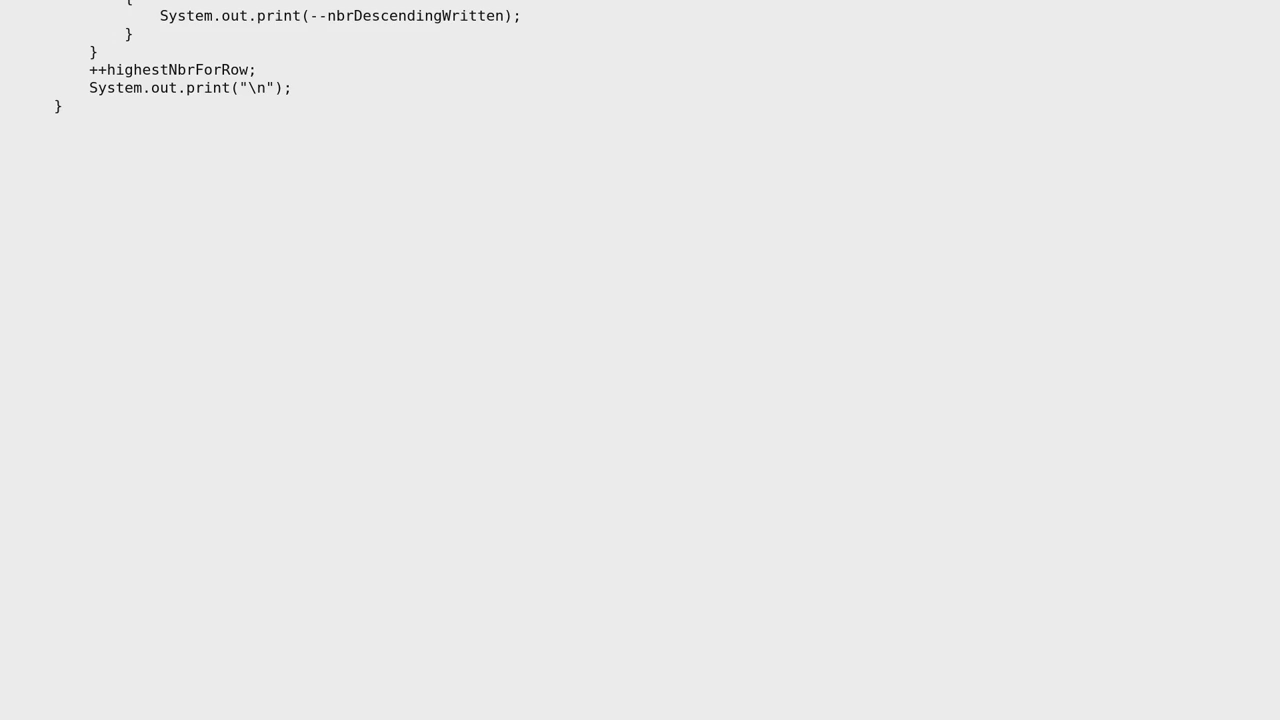 {
System.out.print(--nbrDescendingWritten);
}
}
++highestNbrForRow;
System.out.print("\n");
}